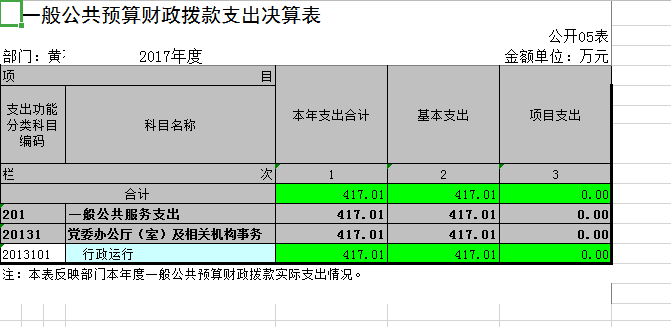 一般公共预算财政拨款支出决算表
公开05表
部门：黄 2017年度 金额单位：万元
项 目
支出功能分类科目编码 科目名称 本年支出合计 基本支出 项目支出
栏 次 1 2 3
合计 417.01 417.01 0.00
201 一般公共服务支出 417.01 417.01 0.00
20131 党委办公厅（室）及相关机构事务 417.01 417.01 0.00
2013101 行政运行 417.01 417.01 0.00
注：本表反映部门本年度一般公共预算财政拨款实际支出情况。